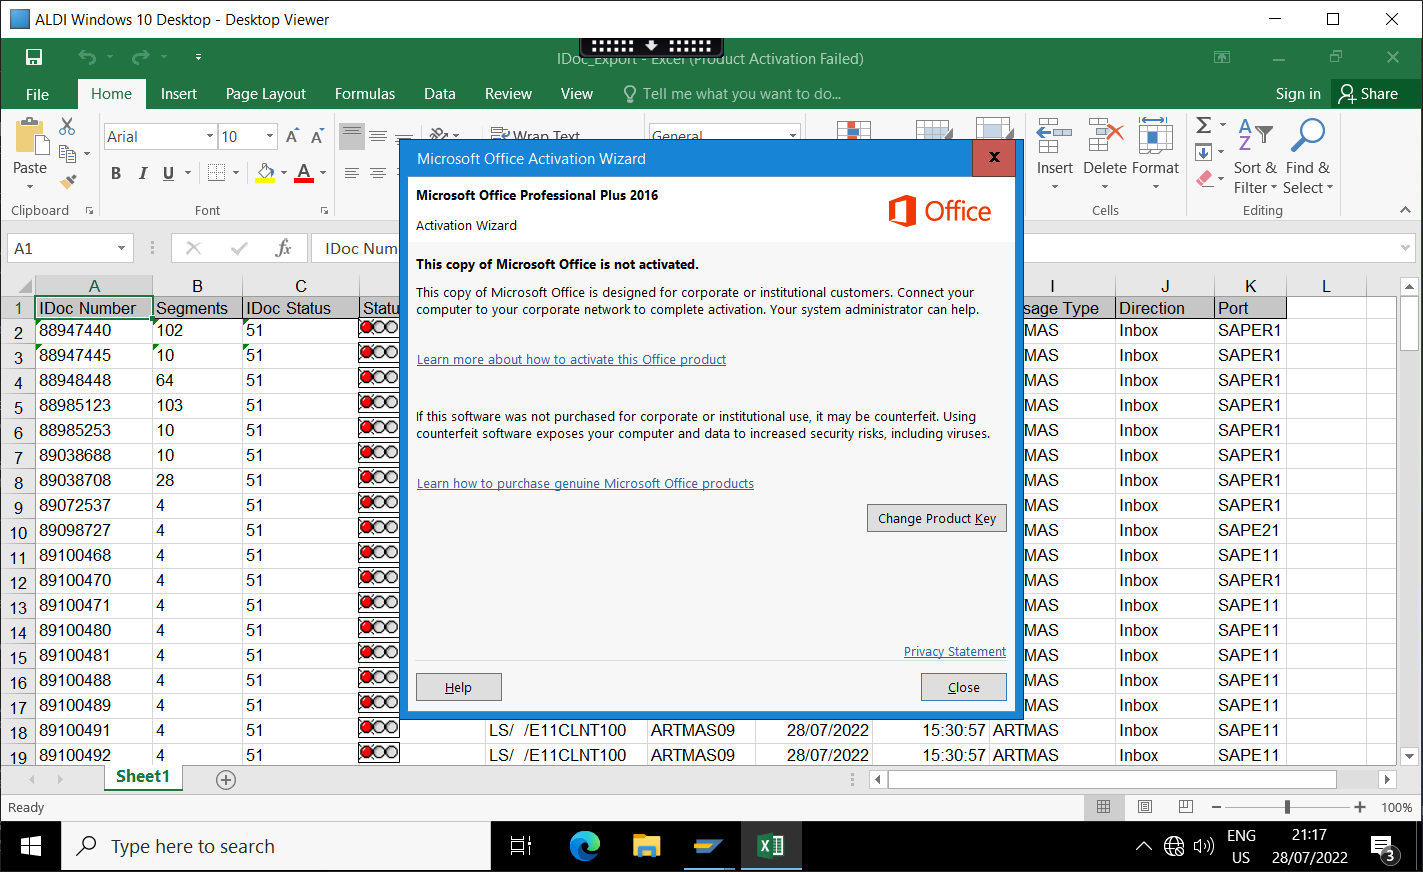 ALDI Windows 10 Desktop - Desktop Viewer
IDoc_Export - Excel (Product Activation Failed)
File Home Insert Page Layout Formulas Data Review View Tell me what you want to do... Sign in Share
Arial 10 Wrap Text General
Paste B I U A Insert Delete Format Sort & Filter Find & Select
Clipboard Font Cells Editing
A1 fx IDoc Num
Microsoft Office Activation Wizard
x
Microsoft Office Professional Plus 2016
Office
Activation Wizard
This copy of Microsoft Office is not activated.
This copy of Microsoft Office is designed for corporate or institutional customers. Connect your
computer to your corporate network to complete activation. Your system administrator can help.
Learn more about how to activate this Office product
If this software was not purchased for corporate or institutional use, it may be counterfeit. Using
counterfeit software exposes your computer and data to increased security risks, including viruses.
Learn how to purchase genuine Microsoft Office products
Change Product Key
Privacy Statement
Help Close
A B C I J K L
1 IDoc Number Segments IDoc Status Statu sage Type Direction Port
2 88947440 102 51 MAS Inbox SAPER1
3 88947445 10 51 MAS Inbox SAPER1
4 88948448 64 51 MAS Inbox SAPER1
5 88985123 103 51 MAS Inbox SAPER1
6 88985253 10 51 MAS Inbox SAPER1
7 89038688 10 51 MAS Inbox SAPER1
8 89038708 28 51 MAS Inbox SAPER1
9 89072537 4 51 MAS Inbox SAPER1
10 89098727 4 51 MAS Inbox SAPE21
11 89100468 4 51 MAS Inbox SAPE11
12 89100470 4 51 MAS Inbox SAPER1
13 89100471 4 51 MAS Inbox SAPE11
14 89100480 4 51 MAS Inbox SAPE11
15 89100481 4 51 MAS Inbox SAPE11
16 89100488 4 51 MAS Inbox SAPE11
17 89100489 4 51 MAS Inbox SAPE11
18 89100491 4 51 LS/ /E11CLNT100 ARTMAS09 28/07/2022 15:30:57 ARTMAS Inbox SAPE11
19 89100492 4 51 LS/ /E11CLNT100 ARTMAS09 28/07/2022 15:30:57 ARTMAS Inbox SAPE11
Sheet1
Ready 100%
Type here to search
ENG
US
21:17
28/07/2022
3